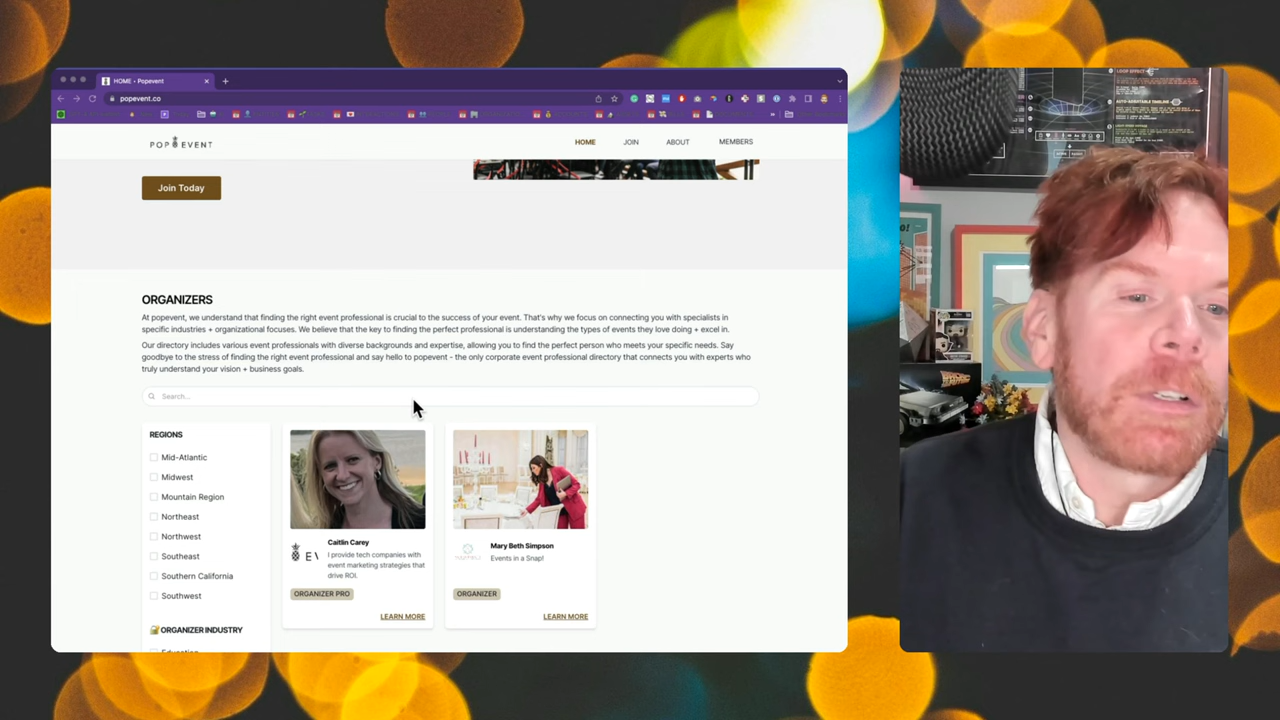 HOME › Popevent
popevent.co
POP EVENT
HOME
JOIN
ABOUT
MEMBERS
Join Today
ORGANIZERS
At popevent, we understand that finding the right event professional is crucial to the success of your event. That's why we focus on connecting you with specialists in
specific industries + organizational focuses. We believe that the key to finding the perfect professional is understanding the types of events they love doing + excel in.
Our directory includes various event professionals with diverse backgrounds and expertise, allowing you to find the perfect person who meets your specific needs. Say
goodbye to the stress of finding the right event professional and say hello to popevent - the only corporate event professional directory that connects you with experts who
truly understand your vision + business goals.
Search...
REGIONS
Mid-Atlantic
Midwest
Mountain Region
Northeast
Northwest
Southeast
Southern California
Southwest
ORGANIZER INDUSTRY
Education
Caitlin Carey
I provide tech companies with
event marketing strategies that
drive ROI.
ORGANIZER PRO
LEARN MORE
Mary Beth Simpson
Events in a Snap!
ORGANIZER
LEARN MORE
LOOP EFFECT
AUTO-ADJUSTABLE TIMELINE